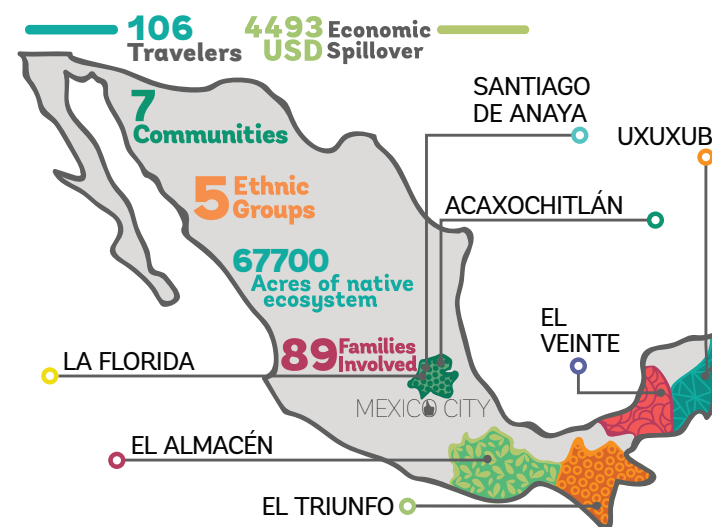 106
Travelers
4493 Economic
USD Spillover
7
Communities
SANTIAGO
DE ANAYA
UXUXUB
5 Ethnic
Groups
ACAXOCHITLÁN
67700
Acres of native
ecosystem
EL
VEINTE
89 Families
Involved
LA FLORIDA
MEXICO CITY
EL ALMACÉN
EL TRIUNFO